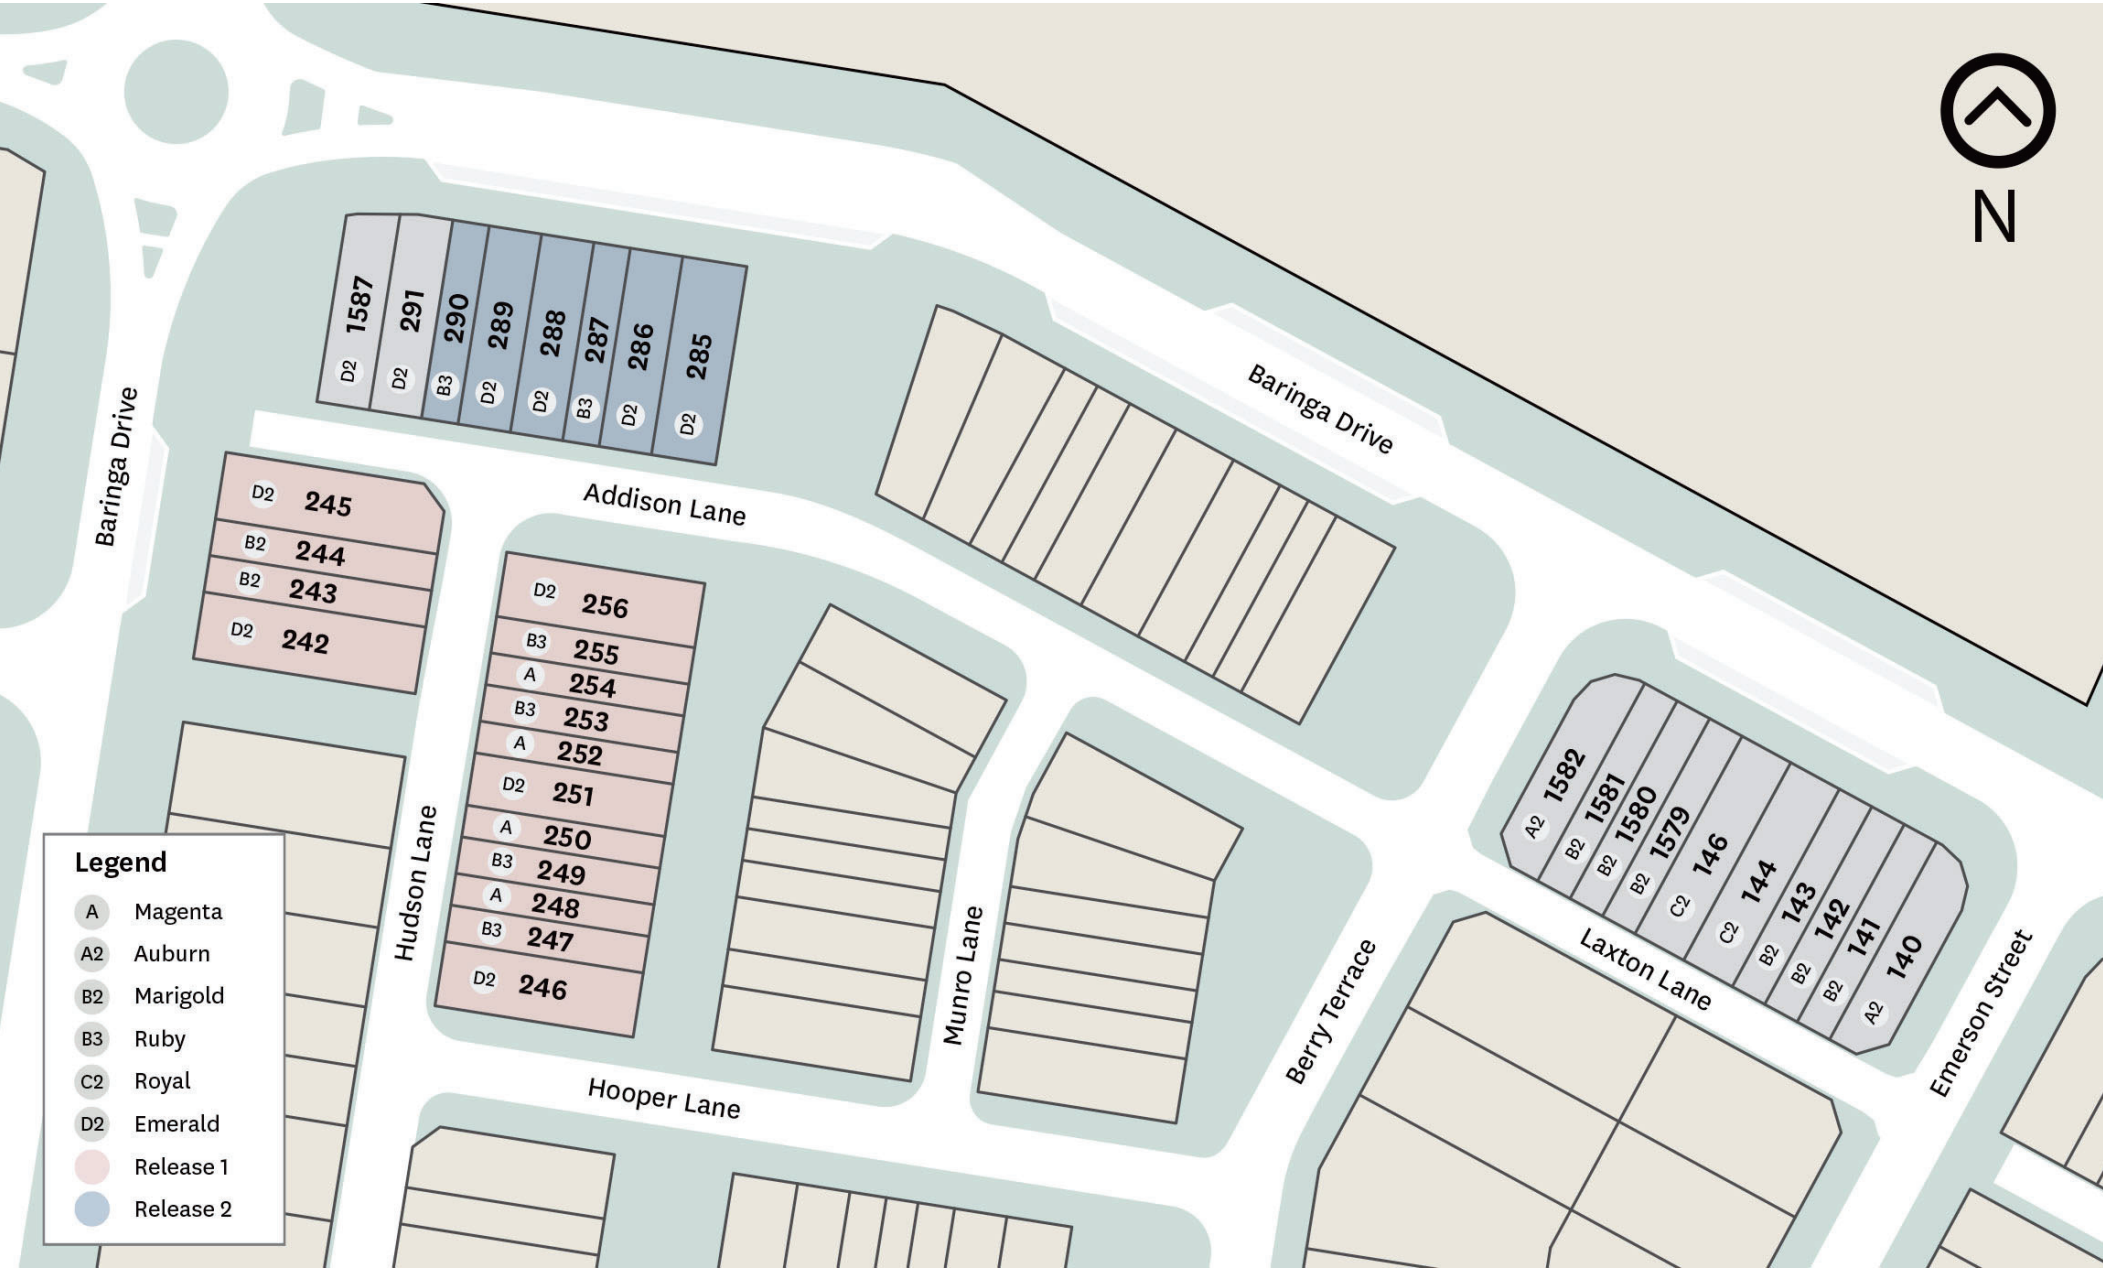 N
1587
291
290
289
288
287
286
285
D2
D2
B3
D2
D2
B3
D2
D2
Baringa Drive
Baringa Drive
Addison Lane
D2 245
B2 244
B2 243
D2 242
D2 256
B3 255
A 254
B3 253
A 252
D2 251
A 250
B3 249
A 248
B3 247
D2 246
Hudson Lane
Munro Lane
Hooper Lane
Berry Terrace
A2 1582
B2 1581
B2 1580
B2 1579
C2 146
C2 144
B2 143
B2 142
B2 141
A2 140
Laxton Lane
Emerson Street
Legend
A Magenta
A2 Auburn
B2 Marigold
B3 Ruby
C2 Royal
D2 Emerald
Release 1
Release 2